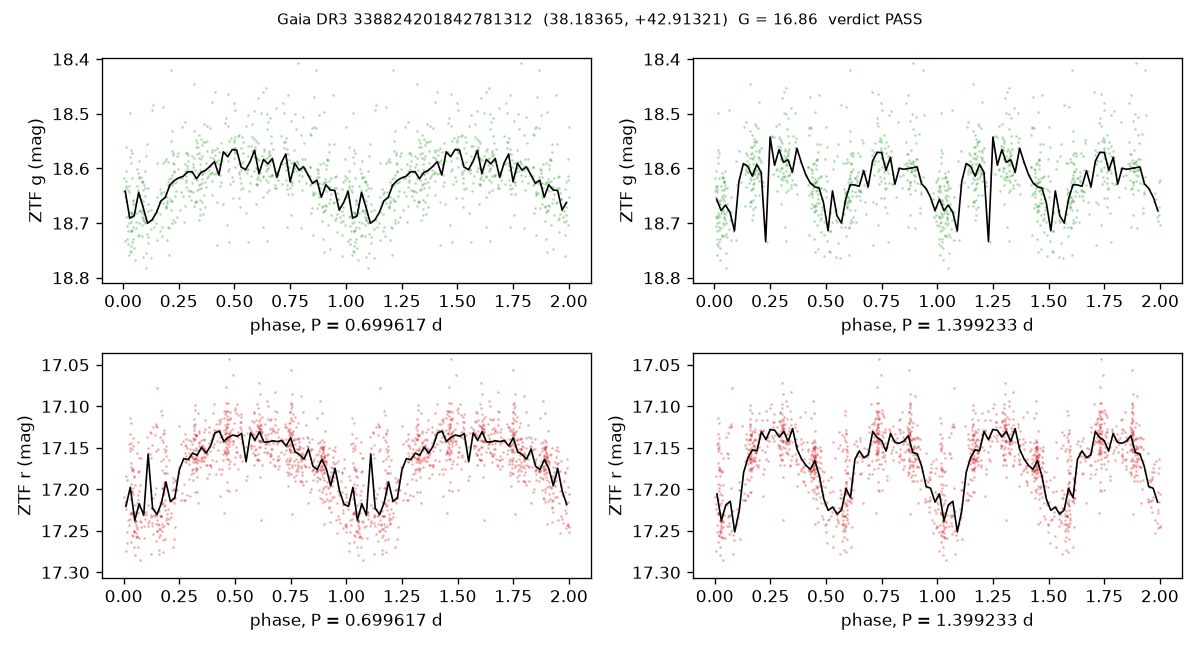 Gaia DR3 338824201842781312  (38.18365, +42.91321)  G = 16.86  verdict PASS
ZTF g (mag)
18.4
18.5
18.6
18.7
18.8
0.00 0.25 0.50 0.75 1.00 1.25 1.50 1.75 2.00
phase, P = 0.699617 d
ZTF g (mag)
18.4
18.5
18.6
18.7
18.8
0.00 0.25 0.50 0.75 1.00 1.25 1.50 1.75 2.00
phase, P = 1.399233 d
ZTF r (mag)
17.05
17.10
17.15
17.20
17.25
17.30
0.00 0.25 0.50 0.75 1.00 1.25 1.50 1.75 2.00
phase, P = 0.699617 d
ZTF r (mag)
17.05
17.10
17.15
17.20
17.25
17.30
0.00 0.25 0.50 0.75 1.00 1.25 1.50 1.75 2.00
phase, P = 1.399233 d